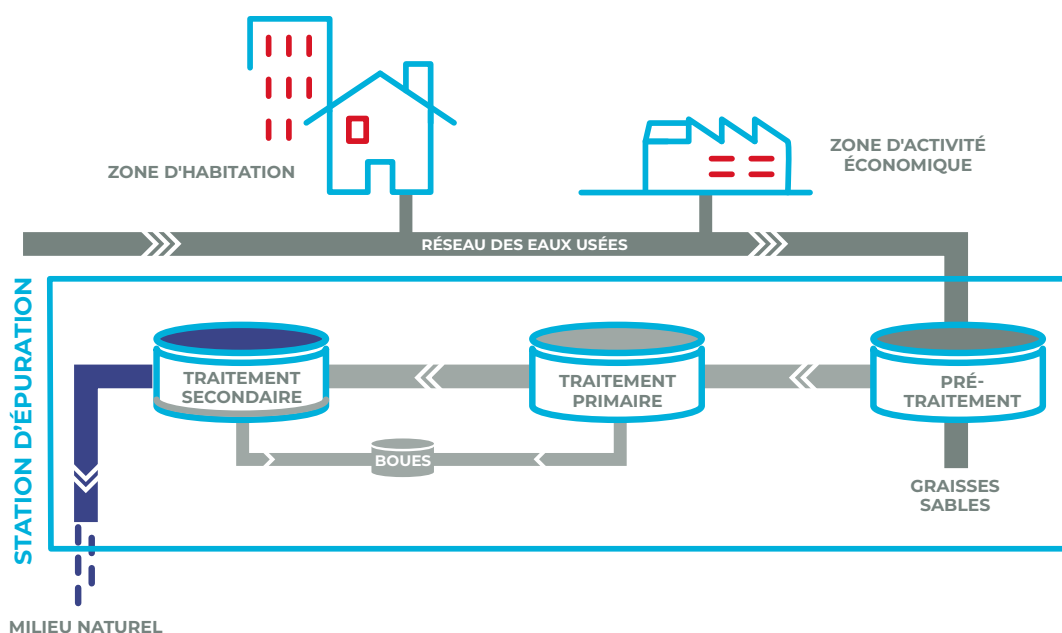 ZONE D'HABITATION
ZONE D'ACTIVITÉ
ÉCONOMIQUE
RÉSEAU DES EAUX USÉES
STATION D'ÉPURATION
TRAITEMENT
SECONDAIRE
TRAITEMENT
PRIMAIRE
PRÉ-
TRAITEMENT
BOUES
GRAISSES
SABLES
MILIEU NATUREL